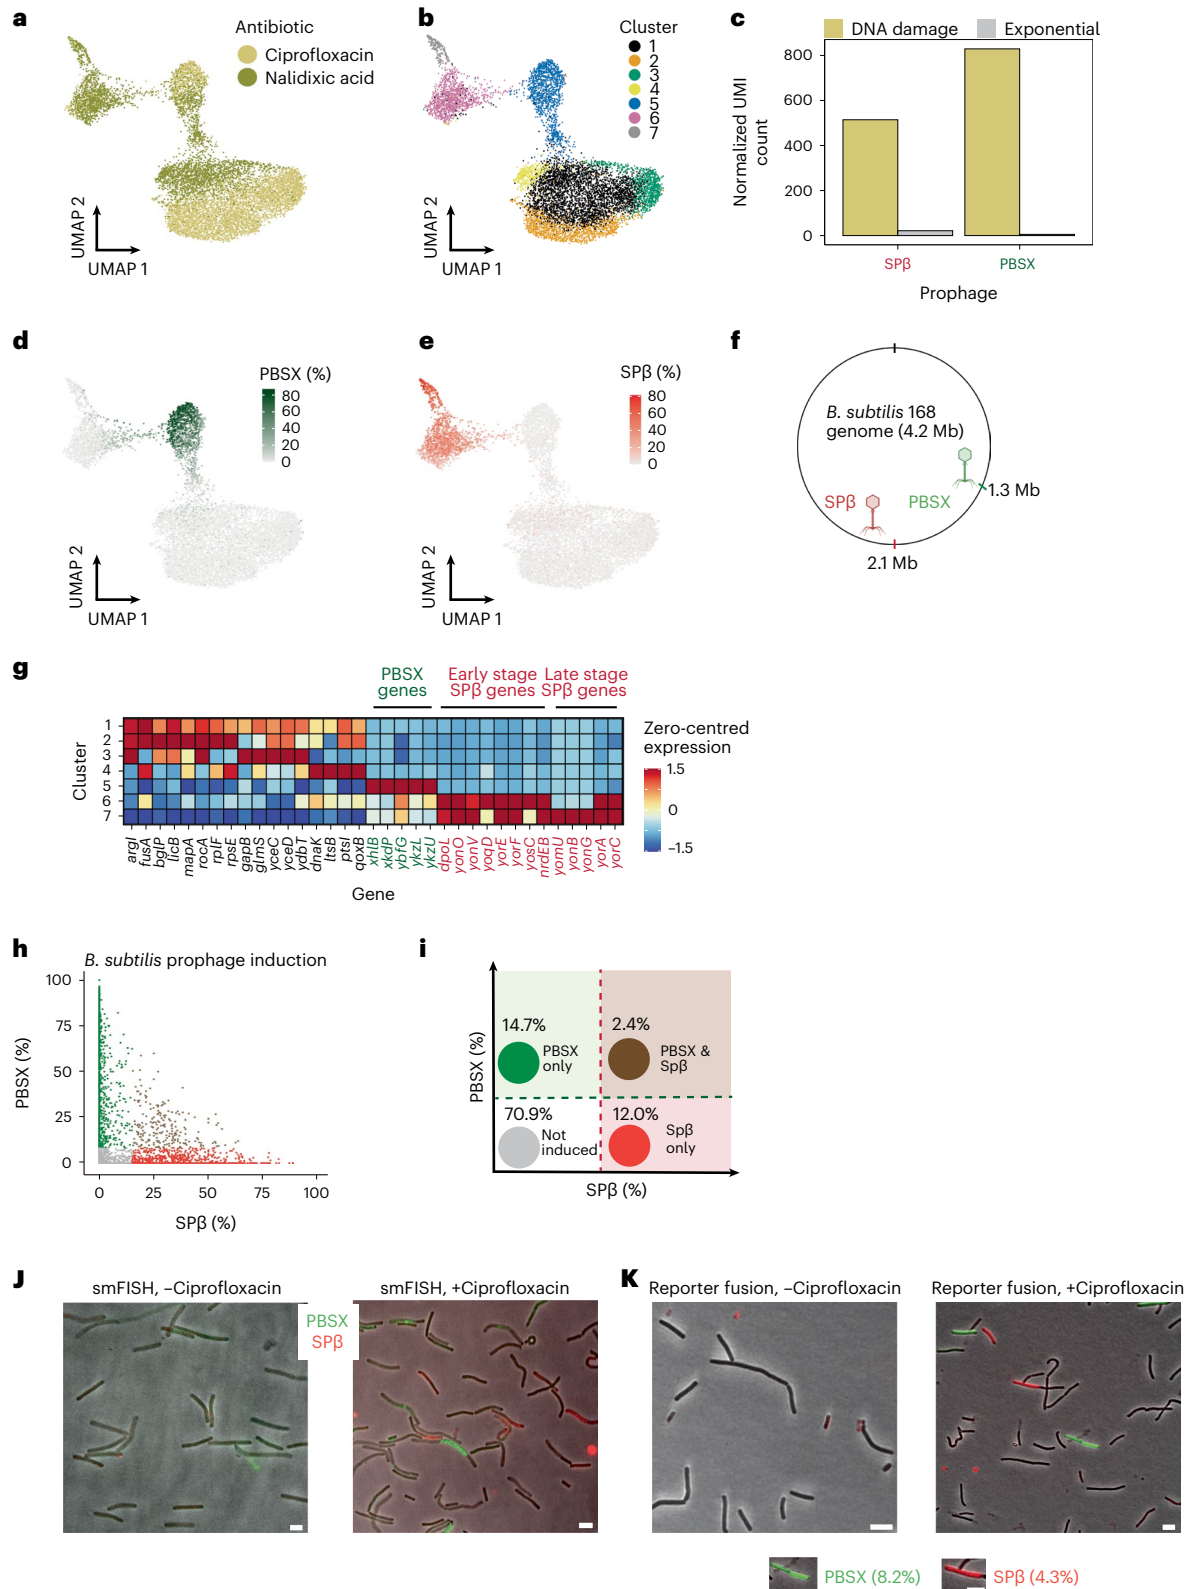 a
Antibiotic
Ciprofloxacin
Nalidixic acid
UMAP 2
UMAP 1
b
Cluster
1
2
3
4
5
6
7
UMAP 2
UMAP 1
c
DNA damage
Exponential
800
600
400
200
0
Normalized UMI
count
SPβ
PBSX
Prophage
d
PBSX (%)
80
60
40
20
0
UMAP 2
UMAP 1
e
SPβ (%)
80
60
40
20
0
UMAP 2
UMAP 1
f
B. subtilis 168
genome (4.2 Mb)
SPβ
PBSX
1.3 Mb
2.1 Mb
g
PBSX
genes
Early stage
SPβ genes
Late stage
SPβ genes
Cluster
1
2
3
4
5
6
7
Zero-centred
expression
1.5
0
−1.5
argI
fusA
bglP
licB
mapA
rocA
rplF
rpsE
gapB
glmS
yceC
yceD
ydbT
dnaK
ltsB
ptsI
qoxB
xhlB
xkdP
ybfG
ykzL
ykzU
dpoL
yonO
yonV
yoqD
yorE
yorF
yosC
nrdEB
yomU
yonB
yonG
yorA
yorC
Gene
h
B. subtilis prophage induction
100
75
50
25
0
PBSX (%)
0
25
50
75
100
SPβ (%)
i
PBSX (%)
14.7%
PBSX
only
2.4%
PBSX &
Spβ
70.9%
Not
induced
12.0%
Spβ
only
SPβ (%)
J
smFISH, −Ciprofloxacin
smFISH, +Ciprofloxacin
PBSX
SPβ
K
Reporter fusion, −Ciprofloxacin
Reporter fusion, +Ciprofloxacin
PBSX (8.2%)
SPβ (4.3%)